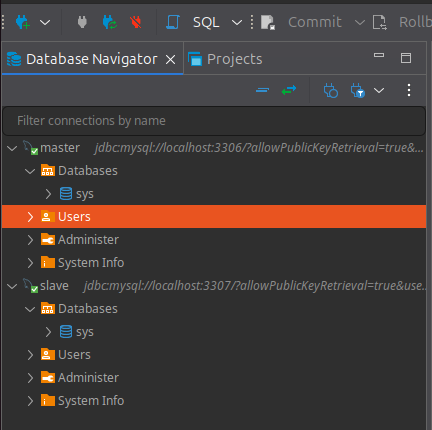 SQL Commit Rollb
Database Navigator Projects
Filter connections by name
master jdbc:mysql://localhost:3306/?allowPublicKeyRetrieval=true&...
Databases
sys
Users
Administer
System Info
slave jdbc:mysql://localhost:3307/?allowPublicKeyRetrieval=true&use...
Databases
sys
Users
Administer
System Info